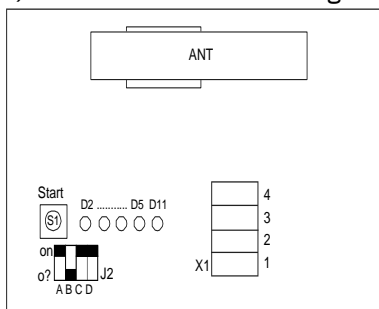 ANT
Start
S1
D2 ........... D5 D11
on
o?
J2
A B C D
4
3
2
X1
1